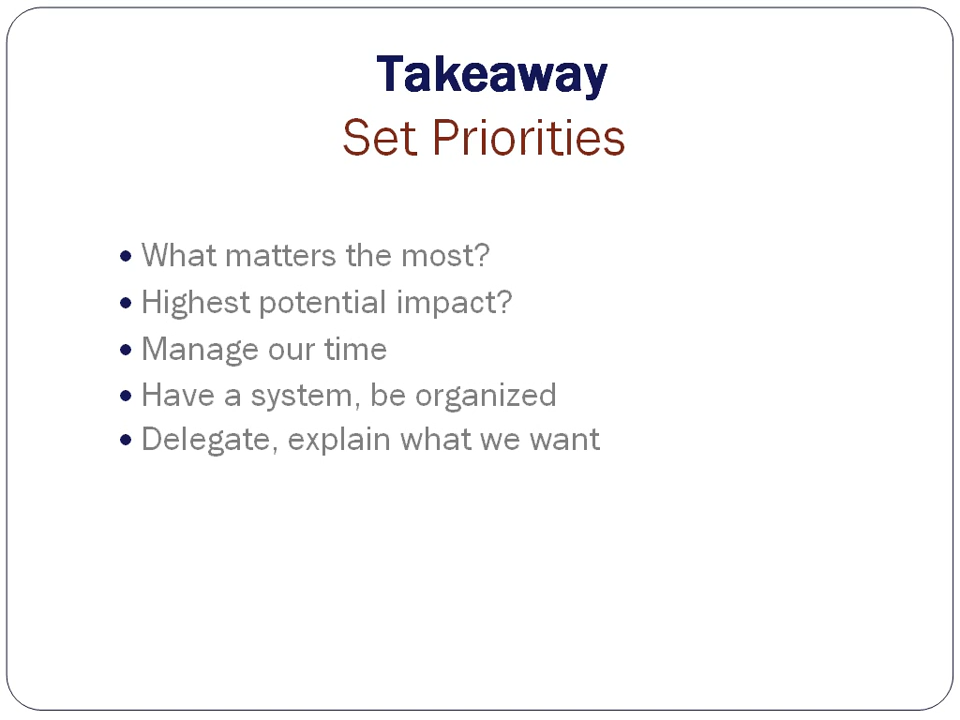 Takeaway
Set Priorities
• What matters the most?
• Highest potential impact?
• Manage our time
• Have a system, be organized
• Delegate, explain what we want